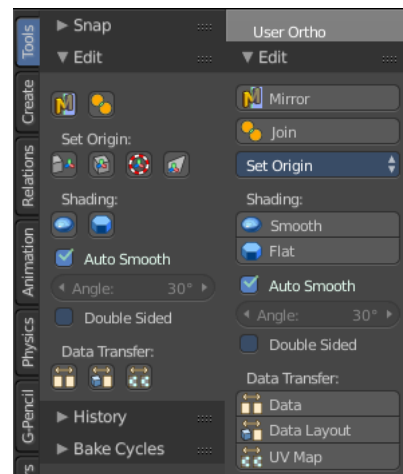 Tools
Create
Relations
Animation
Physics
G-Pencil
Snap
Edit
Set Origin:
Shading:
Auto Smooth
Angle: 30°
Double Sided
Data Transfer:
History
Bake Cycles
User Ortho
Edit
Mirror
Join
Set Origin
Shading:
Smooth
Flat
Auto Smooth
Angle: 30°
Double Sided
Data Transfer:
Data
Data Layout
UV Map